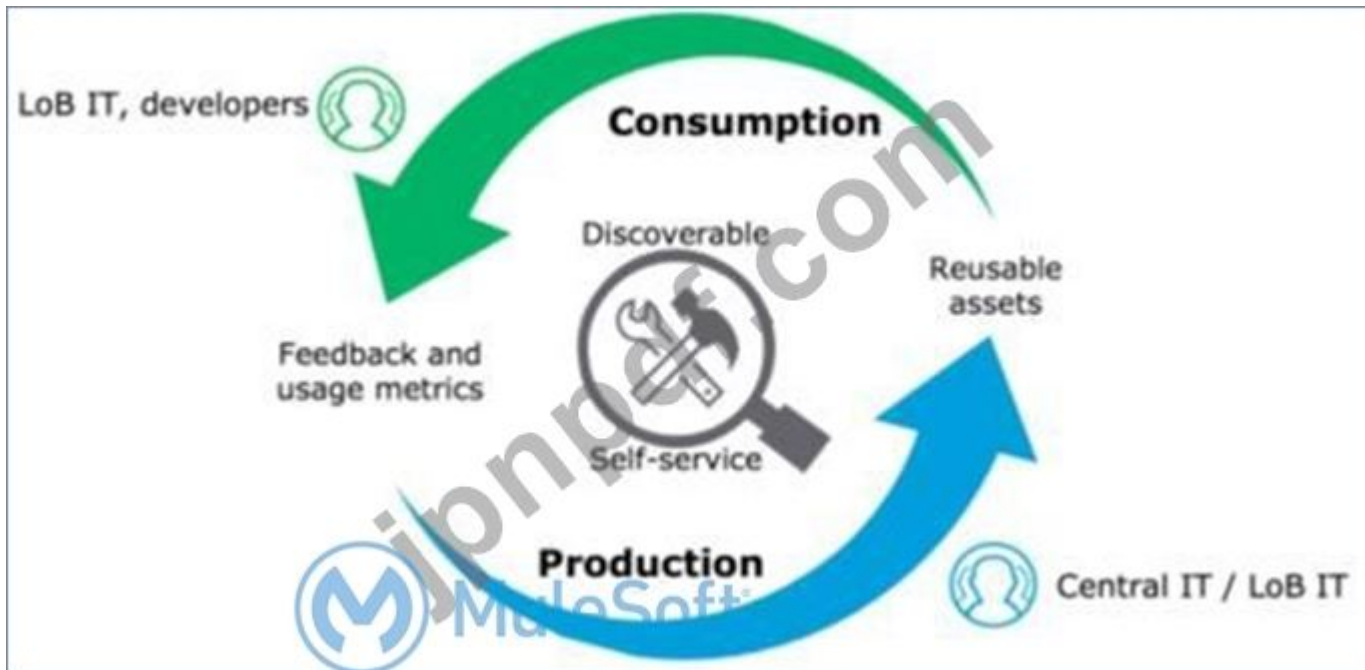 LoB IT, developers
Consumption
Discoverable
Reusable
assets
Feedback and
usage metrics
Self-service
Production
MuleSoft
Central IT / LoB IT
jpnpdf.com